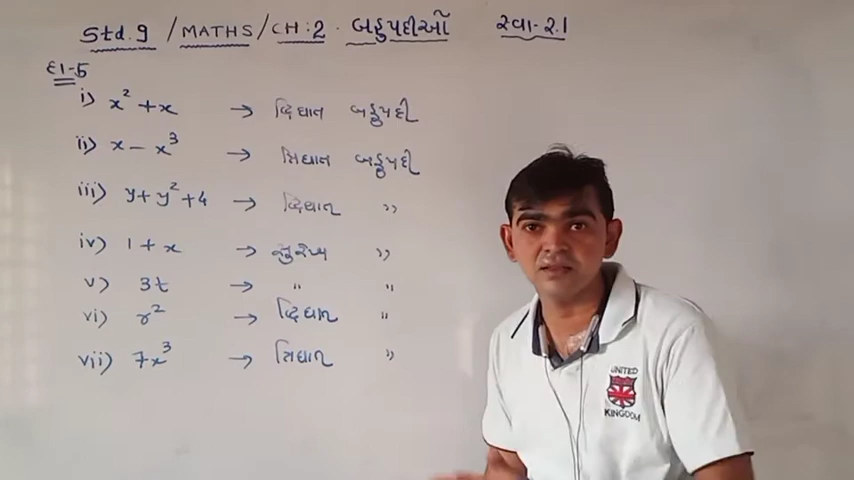 Std. 9 / MATHS / CH : 2 . બહુપદીઓ સ્વા- 2.1
દા-5
i) x² + x → દ્વિઘાત બહુપદી
ii) x - x³ → ત્રિઘાત બહુપદી
iii) y + y² + 4 → દ્વિઘાત "
iv) 1 + x → સુરેખ "
v) 3t → " "
vi) r² → દ્વિઘાત "
vii) 7x³ → ત્રિઘાત "
UNITED
KINGDOM